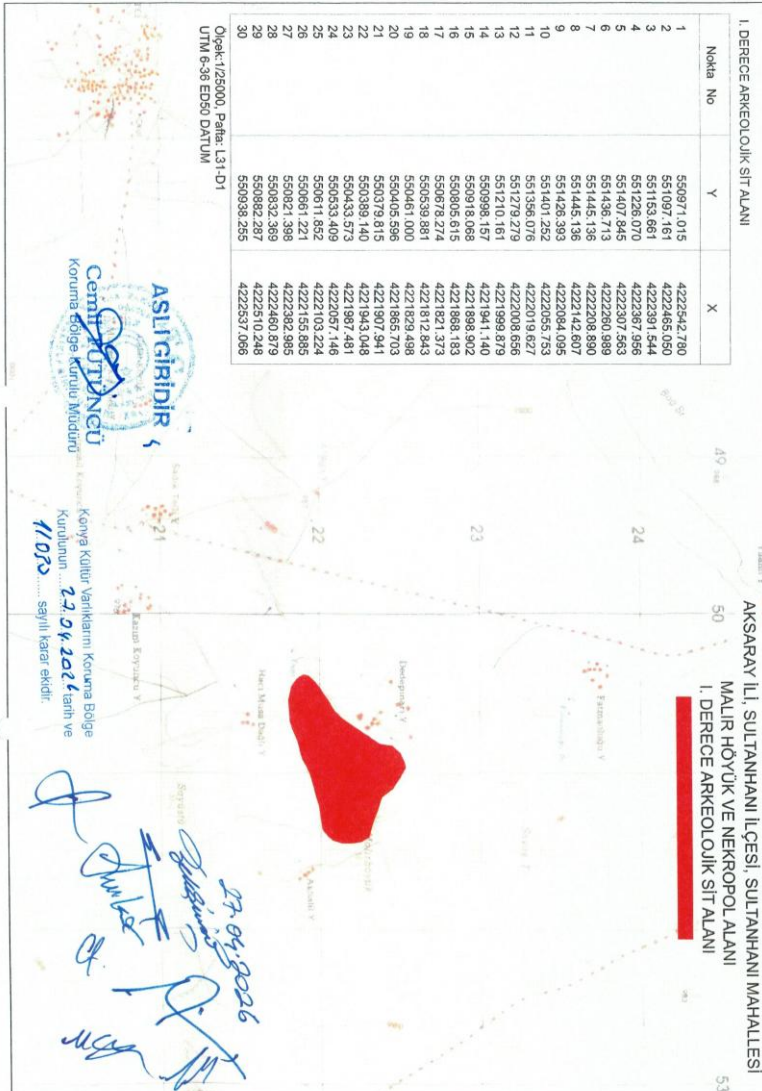 AKSARAY İLİ, SULTANHANI İLÇESİ, SULTANHANI MAHALLESİ
MALIR HÖYÜK VE NEKROPOL ALANI
I. DERECE ARKEOLOJİK SİT ALANI
I. DERECE ARKEOLOJİK SİT ALANI
Nokta No Y X
1 550971.015 4222542.780
2 551097.161 4222465.050
3 551153.661 4222391.544
4 551226.070 4222367.956
5 551407.845 4222307.563
6 551436.713 4222260.989
7 551445.136 4222208.890
8 551445.136 4222142.607
9 551426.393 4222084.095
10 551401.252 4222055.753
11 551356.076 4222019.627
12 551279.279 4222008.656
13 551210.161 4221999.879
14 550998.157 4221941.140
15 550918.068 4221898.902
16 550805.615 4221868.183
17 550678.274 4221821.373
18 550539.881 4221812.843
19 550461.000 4221829.498
20 550405.596 4221865.703
21 550379.815 4221907.941
22 550389.140 4221943.048
23 550433.573 4221987.481
24 550533.409 4222057.146
25 550611.852 4222103.224
26 550661.221 4222155.885
27 550821.398 4222382.985
28 550832.369 4222460.879
29 550882.287 4222510.248
30 550938.255 4222537.066
Ölçek:1/25000, Pafta: L31-D1
UTM 6-36 ED50 DATUM
49
50
53
24
23
22
21
Fatmanlıoğlu Y
Dedepınarı Y
Hacı Musa Dağlı Y
Kazım Koyuncu Y
ASLI GİBİDİR
Cemil TÜTÜNCÜ
Koruma Bölge Kurulu Müdürü
Konya Kültür Varlıklarını Koruma Bölge
Kurulunun 27.04.2026 tarih ve
11030 sayılı karar ekidir.
27.04.2026